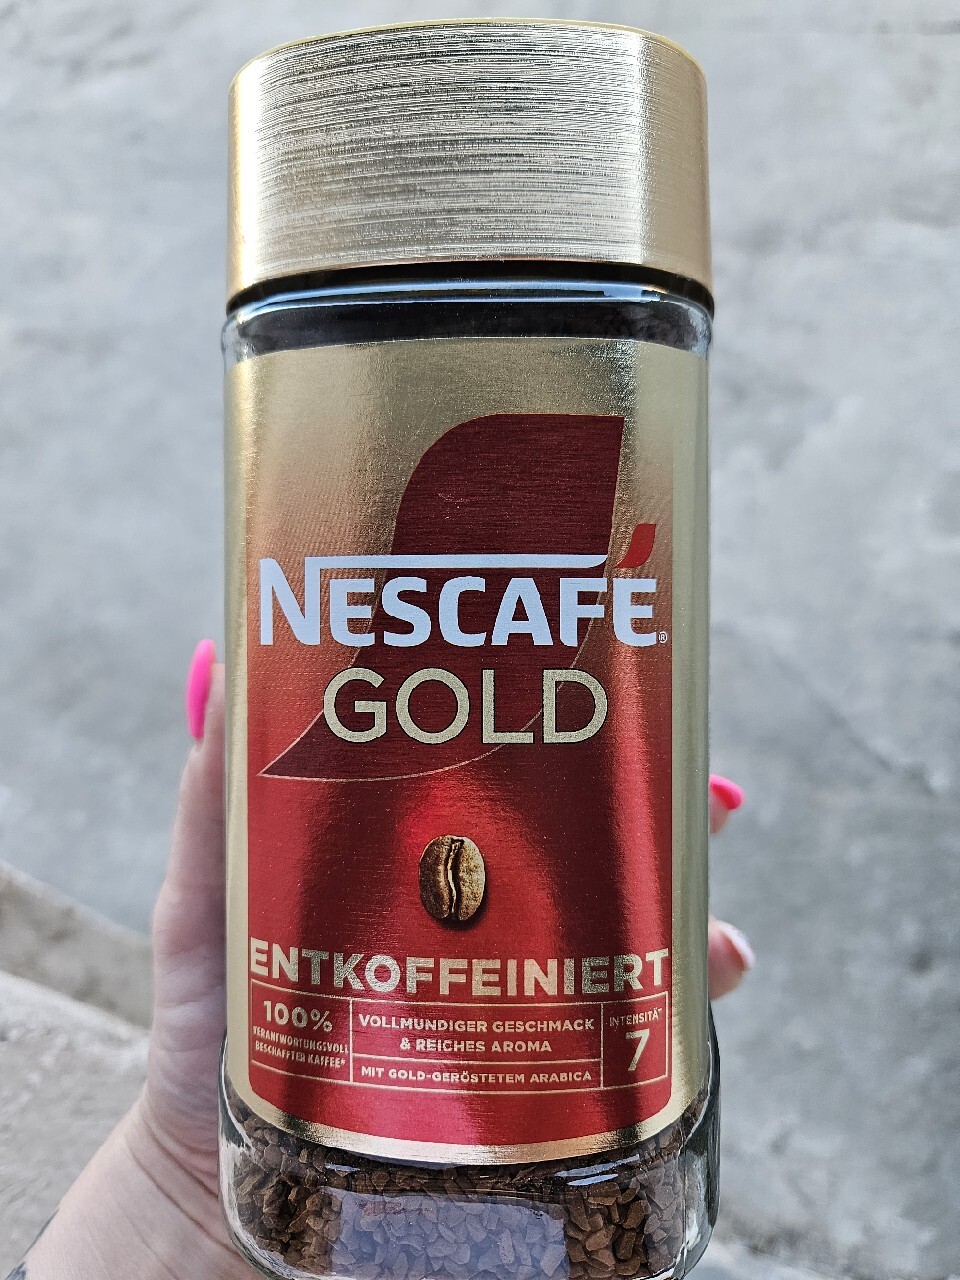 NESCAFÉ®
GOLD
ENTKOFFEINIERT
100%
VERANTWORTUNGSVOLL
BESCHAFFTER KAFFEE*
VOLLMUNDIGER GESCHMACK
& REICHES AROMA
MIT GOLD-GERÖSTETEM ARABICA
INTENSITÄT
7